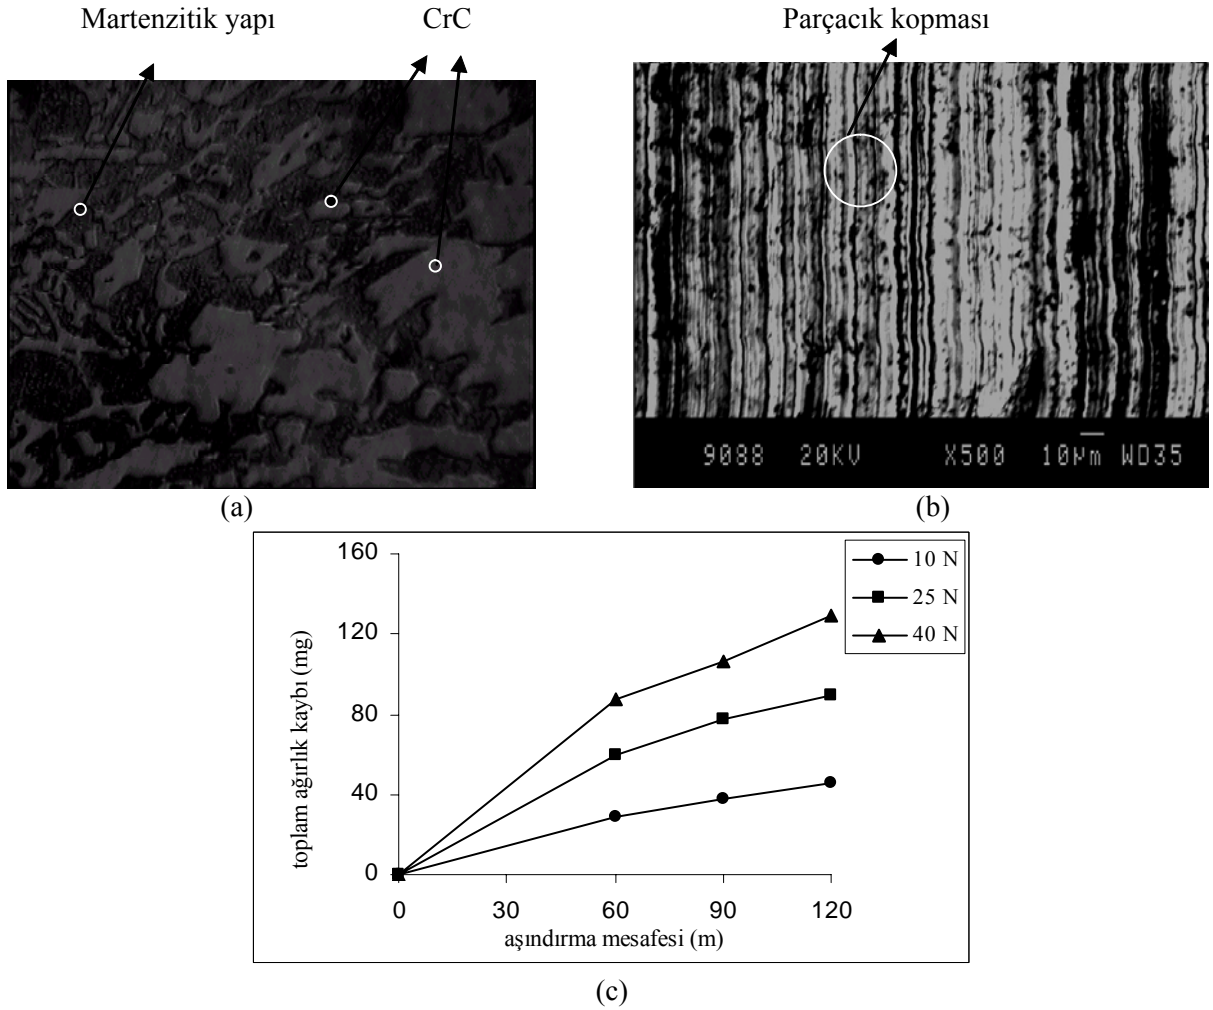 Martenzitik yapı CrC Parçacık kopması
9088 20KV X500 10µm WD35
(a) (b)
160
120
80
40
0
toplam ağırlık kaybı (mg)
10 N
25 N
40 N
0 30 60 90 120
aşındırma mesafesi (m)
(c)